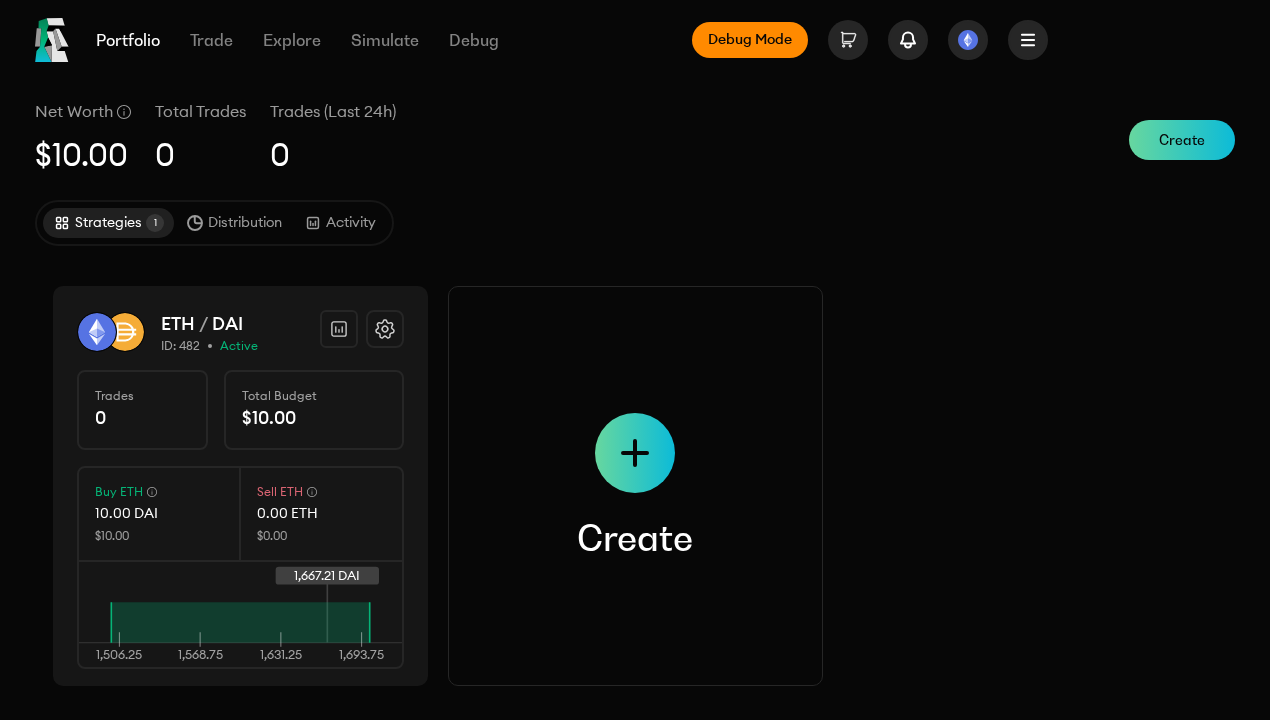 Portfolio Trade Explore Simulate Debug Debug Mode
Net Worth Total Trades Trades (Last 24h)
$10.00 0 0
Create
Strategies 1 Distribution Activity
ETH / DAI
ID: 482 • Active
Trades
0
Total Budget
$10.00
Buy ETH
10.00 DAI
$10.00
Sell ETH
0.00 ETH
$0.00
1,667.21 DAI
1,506.25 1,568.75 1,631.25 1,693.75
Create